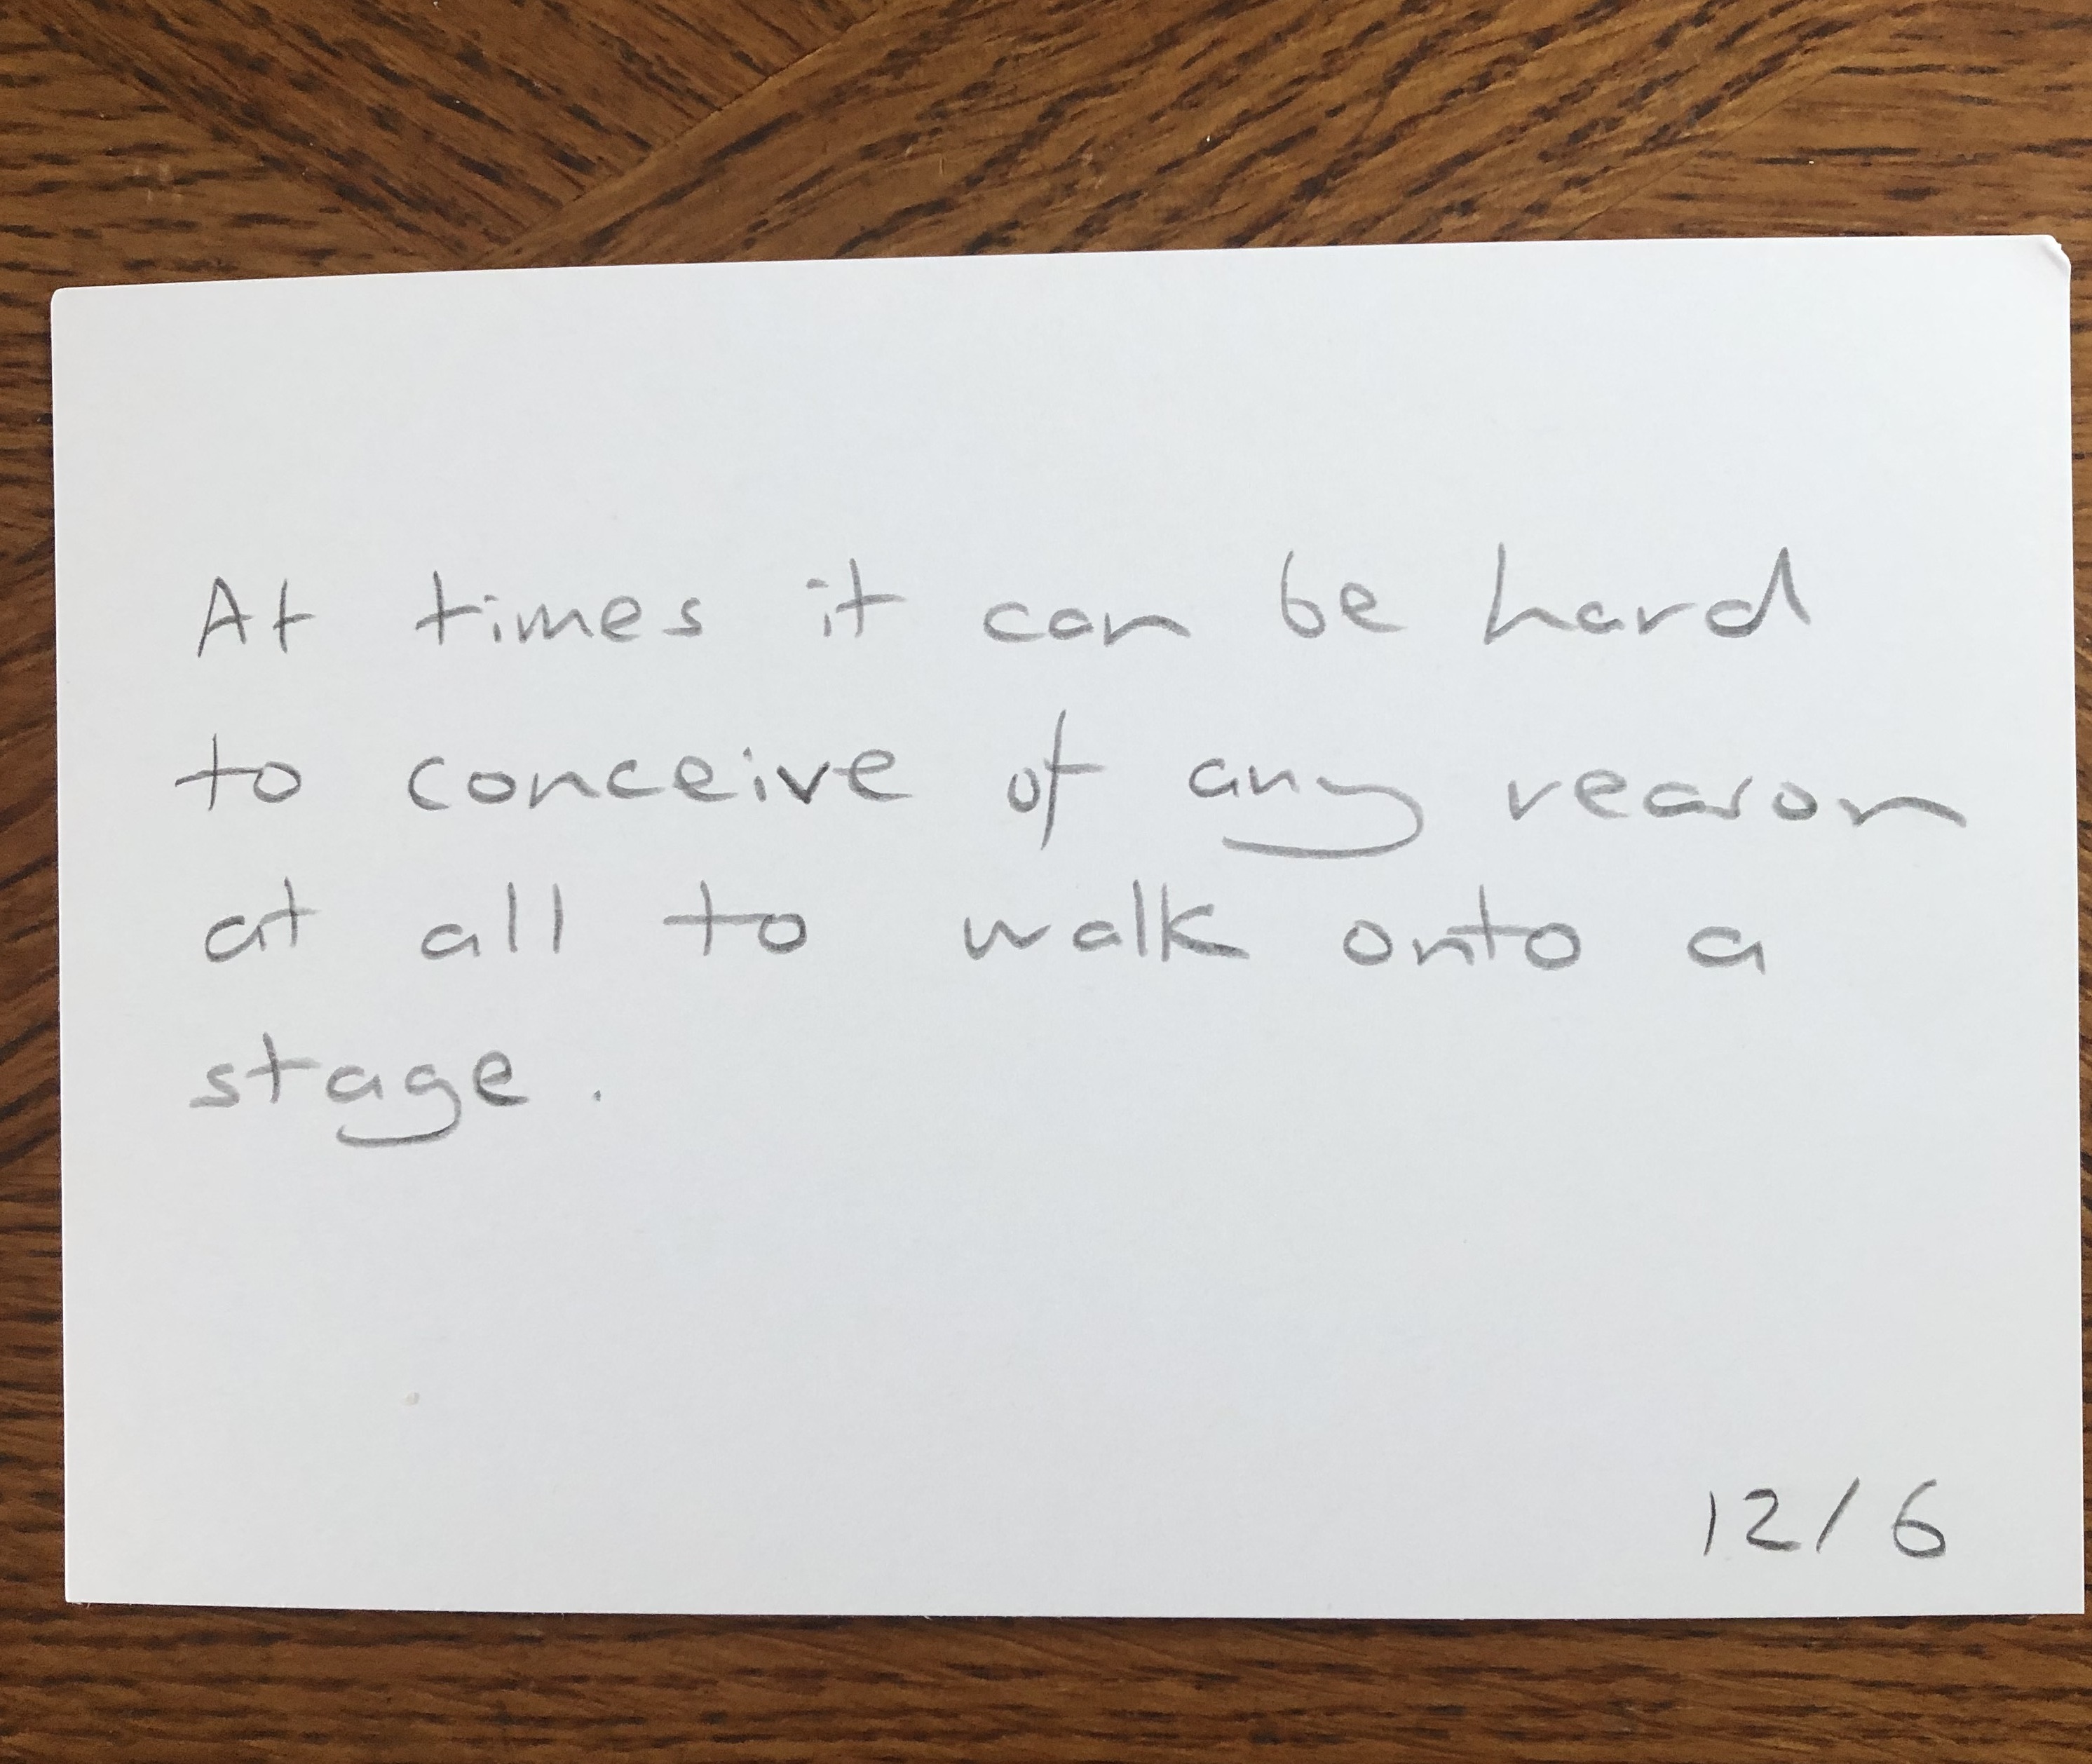 At times it can be hard
to conceive of any reason
at all to walk onto a
stage.
12/6